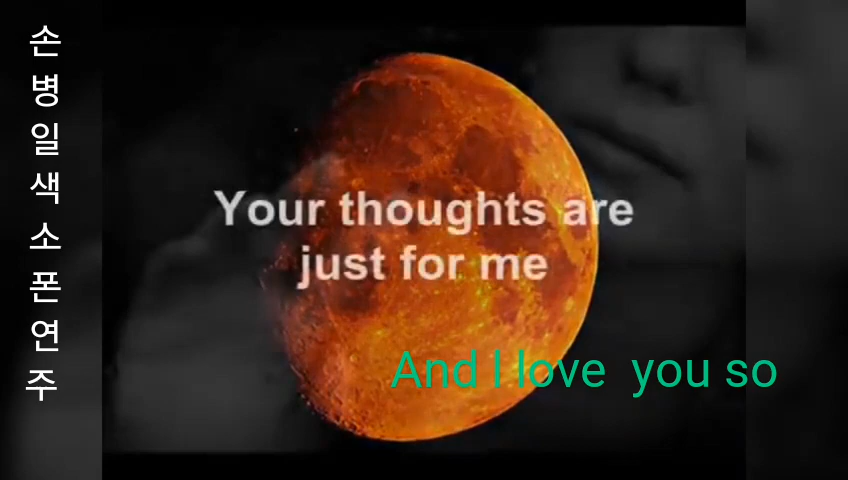 손병일색소폰연주
Your thoughts are
just for me
And I love you so